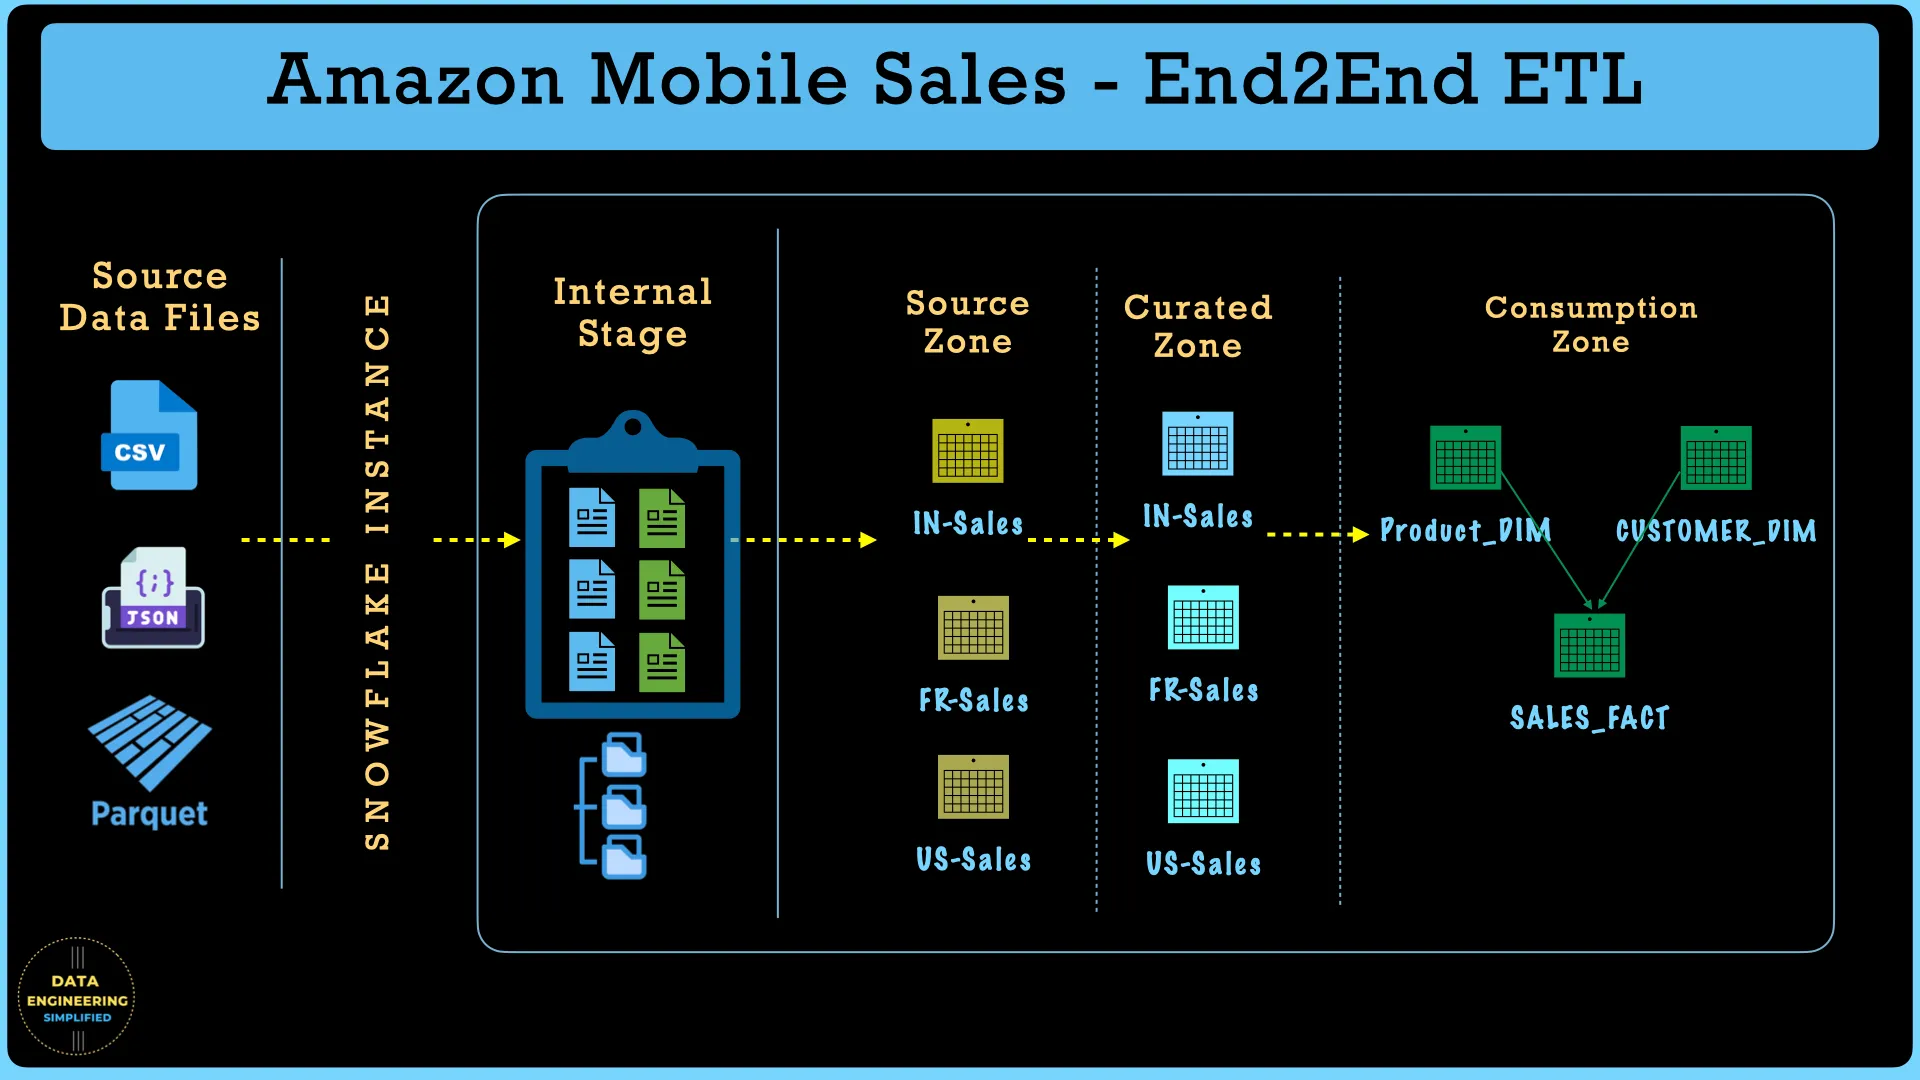 Amazon Mobile Sales - End2End ETL
Source
Data Files
CSV
{;}
JSON
Parquet
SNOWFLAKE INSTANCE
Internal
Stage
Source
Zone
IN-Sales
FR-Sales
US-Sales
Curated
Zone
IN-Sales
FR-Sales
US-Sales
Consumption
Zone
Product_DIM
CUSTOMER_DIM
SALES_FACT
DATA
ENGINEERING
SIMPLIFIED